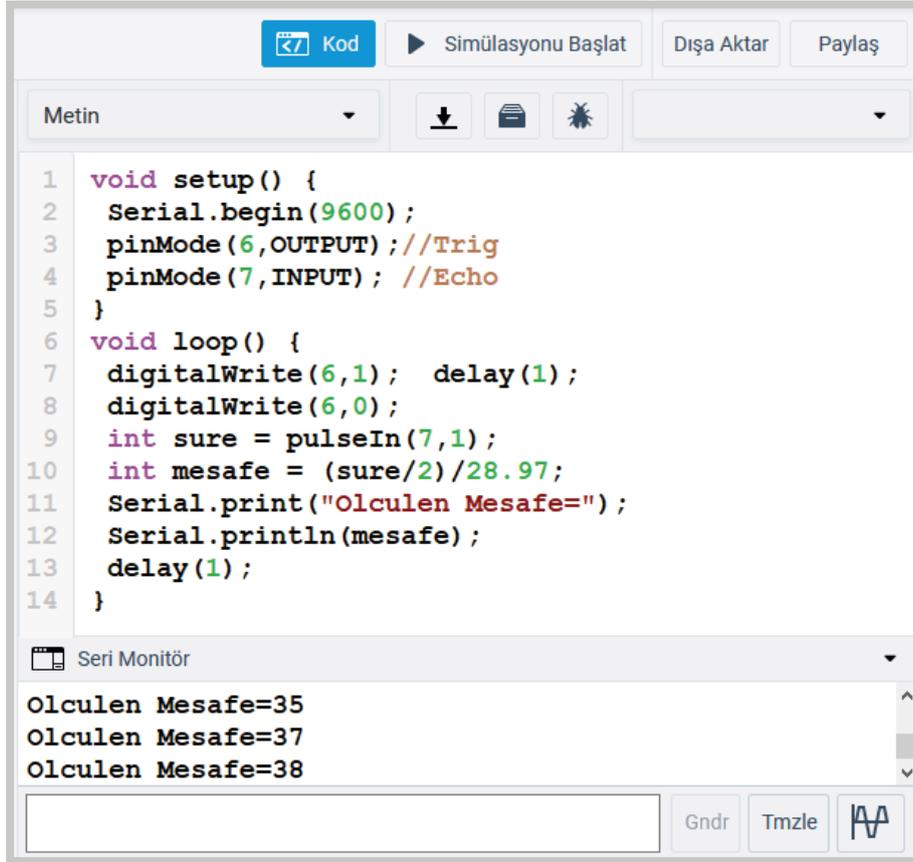 Kod Simülasyonu Başlat Dışa Aktar Paylaş
Metin
1 void setup() {
2 Serial.begin(9600);
3 pinMode(6,OUTPUT);//Trig
4 pinMode(7,INPUT); //Echo
5 }
6 void loop() {
7 digitalWrite(6,1); delay(1);
8 digitalWrite(6,0);
9 int sure = pulseIn(7,1);
10 int mesafe = (sure/2)/28.97;
11 Serial.print("Olculen Mesafe=");
12 Serial.println(mesafe);
13 delay(1);
14 }
Seri Monitör
Olculen Mesafe=35
Olculen Mesafe=37
Olculen Mesafe=38
Gndr Tmzle